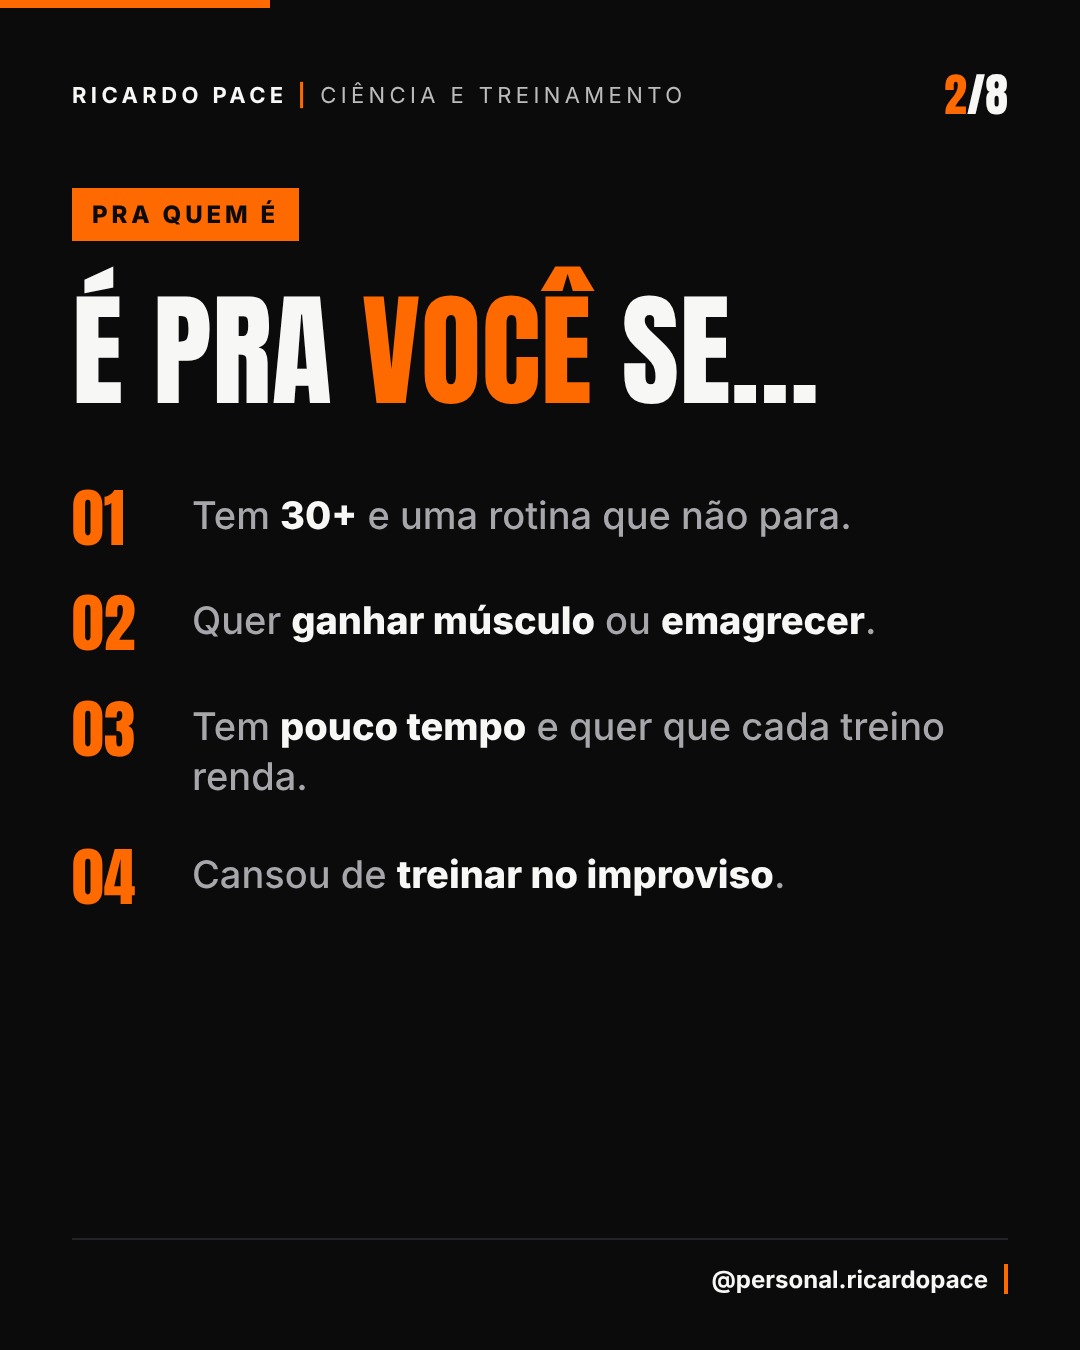 RICARDO PACE | CIÊNCIA E TREINAMENTO
2/8
PRA QUEM É
É PRA VOCÊ SE...
01 Tem 30+ e uma rotina que não para.
02 Quer ganhar músculo ou emagrecer.
03 Tem pouco tempo e quer que cada treino
renda.
04 Cansou de treinar no improviso.
@personal.ricardopace